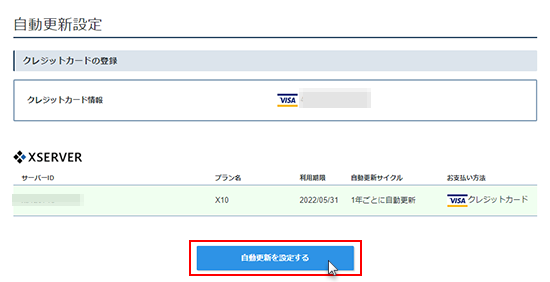 自動更新設定
クレジットカードの登録
クレジットカード情報 VISA
XSERVER
サーバーID プラン名 利用期限 自動更新サイクル お支払い方法
X10 2022/05/31 1年ごとに自動更新 VISA クレジットカード
自動更新を設定する